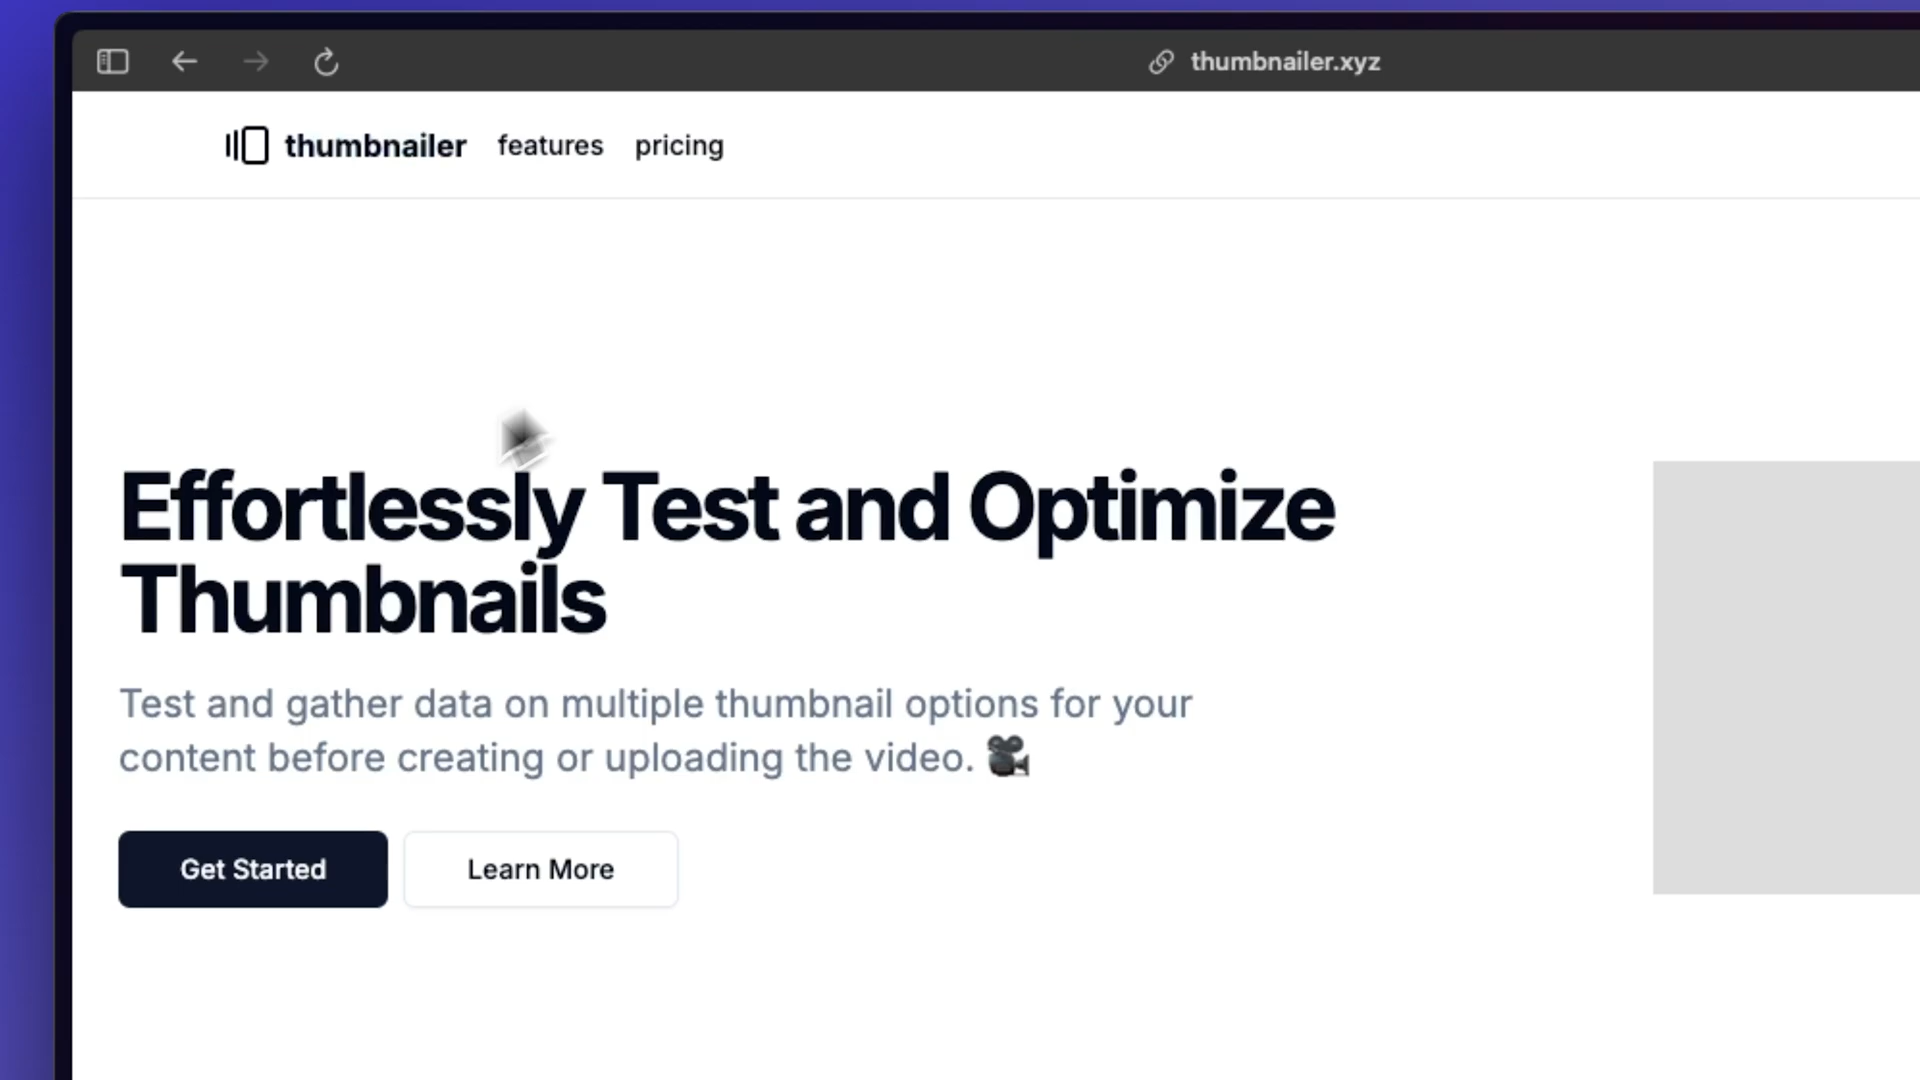 thumbnailer.xyz
thumbnailer features pricing
Effortlessly Test and Optimize
Thumbnails
Test and gather data on multiple thumbnail options for your
content before creating or uploading the video. 🎥
Get Started Learn More